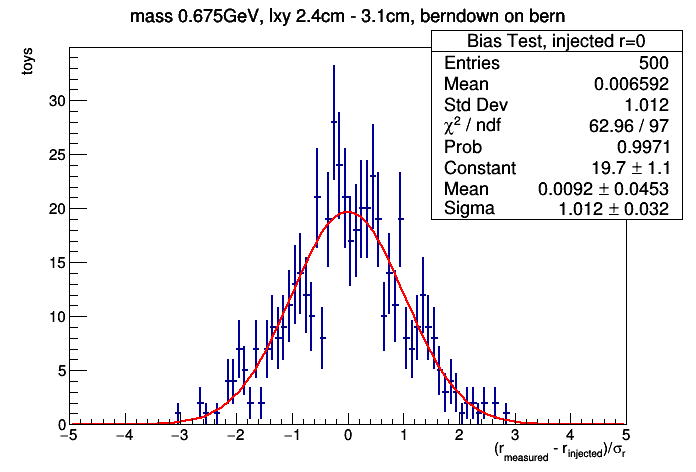 mass 0.675GeV, lxy 2.4cm - 3.1cm, berndown on bern
toys
Bias Test, injected r=0
Entries 500
Mean 0.006592
Std Dev 1.012
χ² / ndf 62.96 / 97
Prob 0.9971
Constant 19.7 ± 1.1
Mean 0.0092 ± 0.0453
Sigma 1.012 ± 0.032
30
25
20
15
10
5
0
−5 −4 −3 −2 −1 0 1 2 3 4 5
(r_measured - r_injected)/σ_r